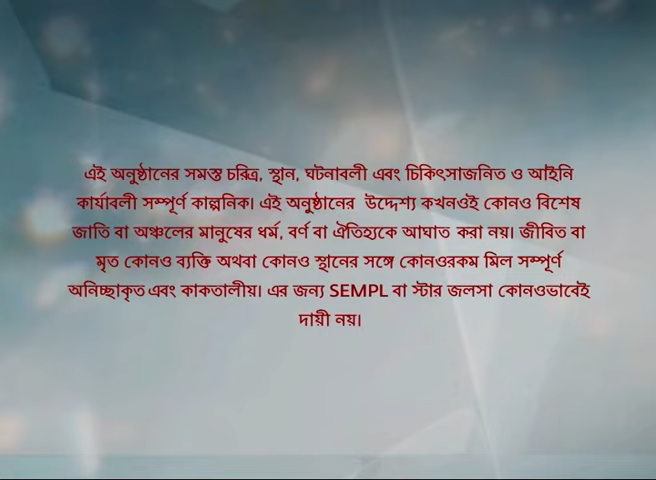 এই অনুষ্ঠানের সমস্ত চরিত্র, স্থান, ঘটনাবলী এবং চিকিৎসাজনিত ও আইনি
কার্যাবলী সম্পূর্ণ কাল্পনিক। এই অনুষ্ঠানের উদ্দেশ্য কখনওই কোনও বিশেষ
জাতি বা অঞ্চলের মানুষের ধর্ম, বর্ণ বা ঐতিহ্যকে আঘাত করা নয়। জীবিত বা
মৃত কোনও ব্যক্তি অথবা কোনও স্থানের সঙ্গে কোনওরকম মিল সম্পূর্ণ
অনিচ্ছাকৃত এবং কাকতালীয়। এর জন্য SEMPL বা স্টার জলসা কোনওভাবেই
দায়ী নয়।